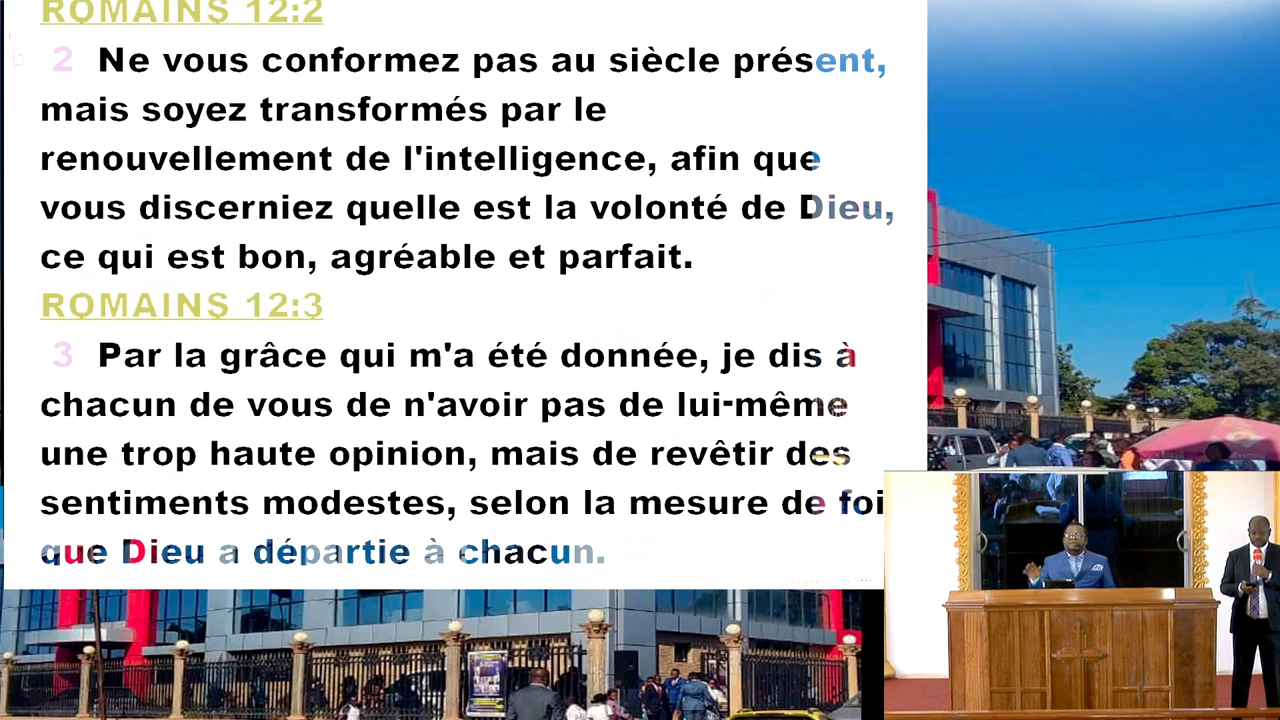 ROMAINS 12:2
2 Ne vous conformez pas au siècle présent,
mais soyez transformés par le
renouvellement de l'intelligence, afin que
vous discerniez quelle est la volonté de Dieu,
ce qui est bon, agréable et parfait.
ROMAINS 12:3
3 Par la grâce qui m'a été donnée, je dis à
chacun de vous de n'avoir pas de lui-même
une trop haute opinion, mais de revêtir des
sentiments modestes, selon la mesure de foi
que Dieu a départie à chacun.